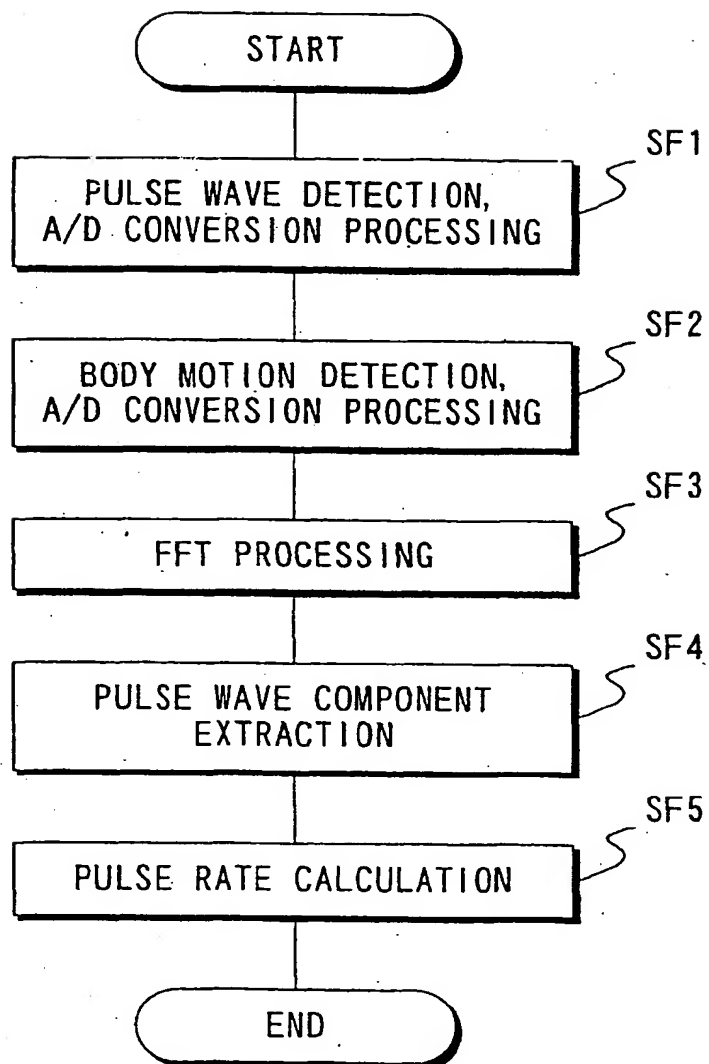 START
SF1
PULSE WAVE DETECTION,
A/D CONVERSION PROCESSING
SF2
BODY MOTION DETECTION,
A/D CONVERSION PROCESSING
SF3
FFT PROCESSING
SF4
PULSE WAVE COMPONENT
EXTRACTION
SF5
PULSE RATE CALCULATION
END